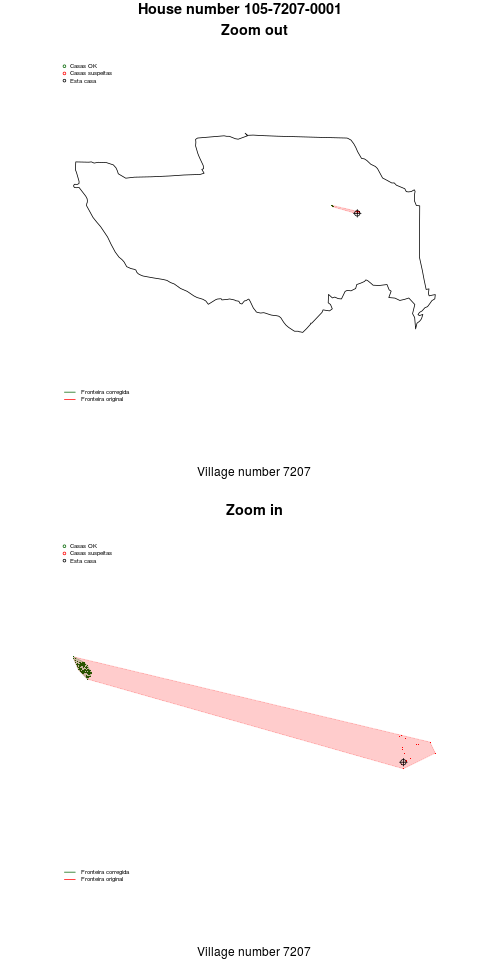 House number 105-7207-0001
Zoom out
Casas OK
Casas suspeitas
Esta casa
Fronteira corregida
Fronteira original
Village number 7207
Zoom in
Casas OK
Casas suspeitas
Esta casa
Fronteira corregida
Fronteira original
Village number 7207